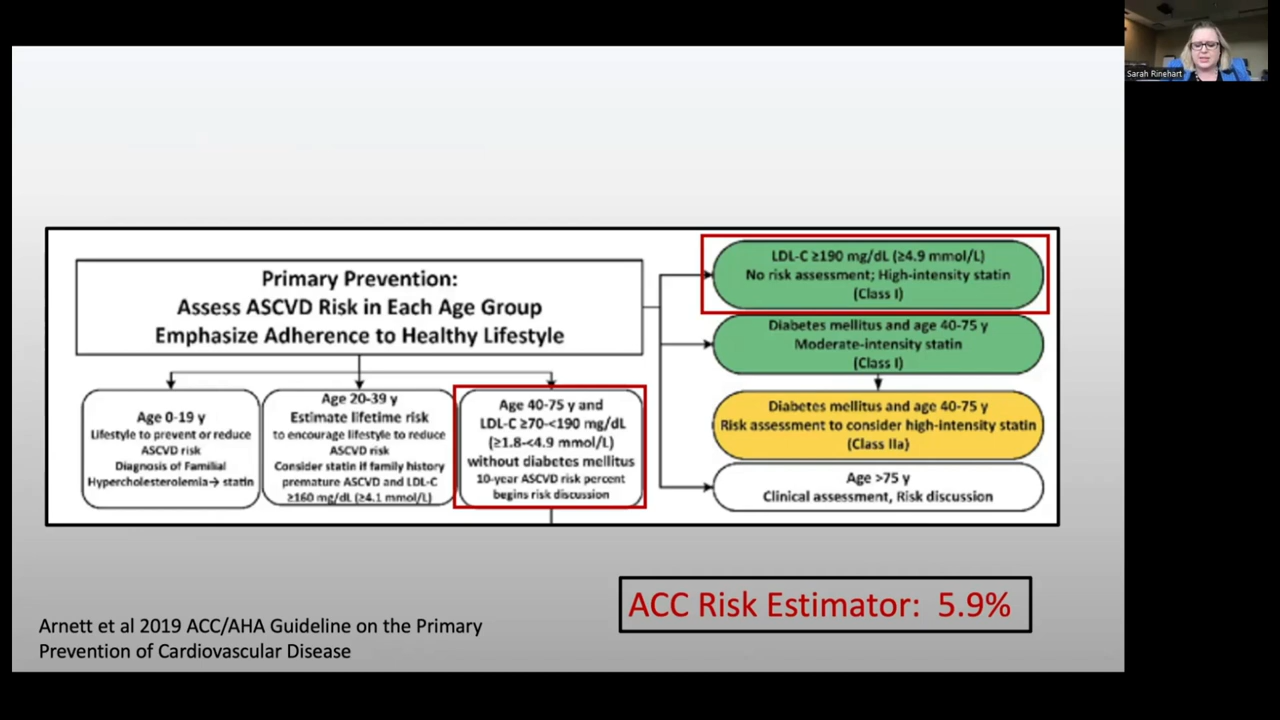 Sarah Rinehart
Primary Prevention:
Assess ASCVD Risk in Each Age Group
Emphasize Adherence to Healthy Lifestyle
Age 0-19 y
Lifestyle to prevent or reduce
ASCVD risk
Diagnosis of Familial
Hypercholesterolemia→ statin
Age 20-39 y
Estimate lifetime risk
to encourage lifestyle to reduce
ASCVD risk
Consider statin if family history
premature ASCVD and LDL-C
≥160 mg/dL (≥4.1 mmol/L)
Age 40-75 y and
LDL-C ≥70-<190 mg/dL
(≥1.8-<4.9 mmol/L)
without diabetes mellitus
10-year ASCVD risk percent
begins risk discussion
LDL-C ≥190 mg/dL (≥4.9 mmol/L)
No risk assessment; High-intensity statin
(Class I)
Diabetes mellitus and age 40-75 y
Moderate-intensity statin
(Class I)
Diabetes mellitus and age 40-75 y
Risk assessment to consider high-intensity statin
(Class IIa)
Age >75 y
Clinical assessment, Risk discussion
ACC Risk Estimator: 5.9%
Arnett et al 2019 ACC/AHA Guideline on the Primary
Prevention of Cardiovascular Disease